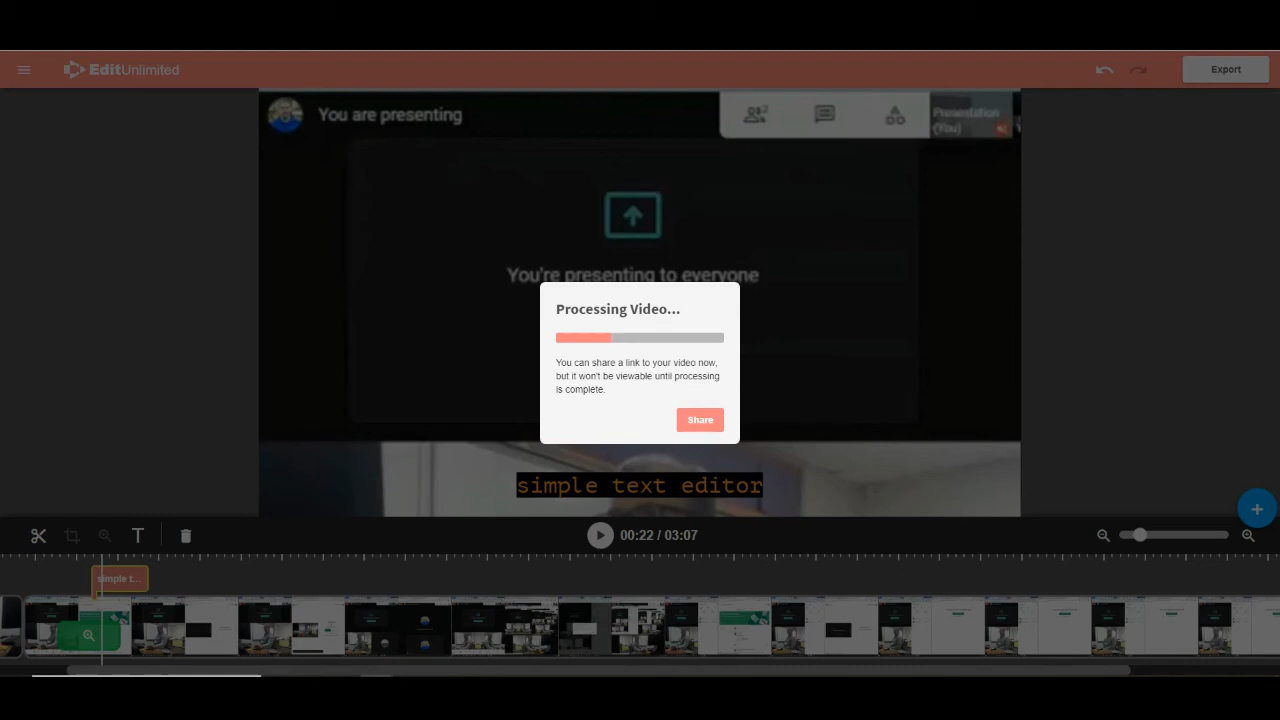 EditUnlimited
Export
You are presenting
Presentation
(You)
You're presenting to everyone
Processing Video...
You can share a link to your video now,
but it won't be viewable until processing
is complete.
Share
simple text editor
T
00:22 / 03:07
simple t...